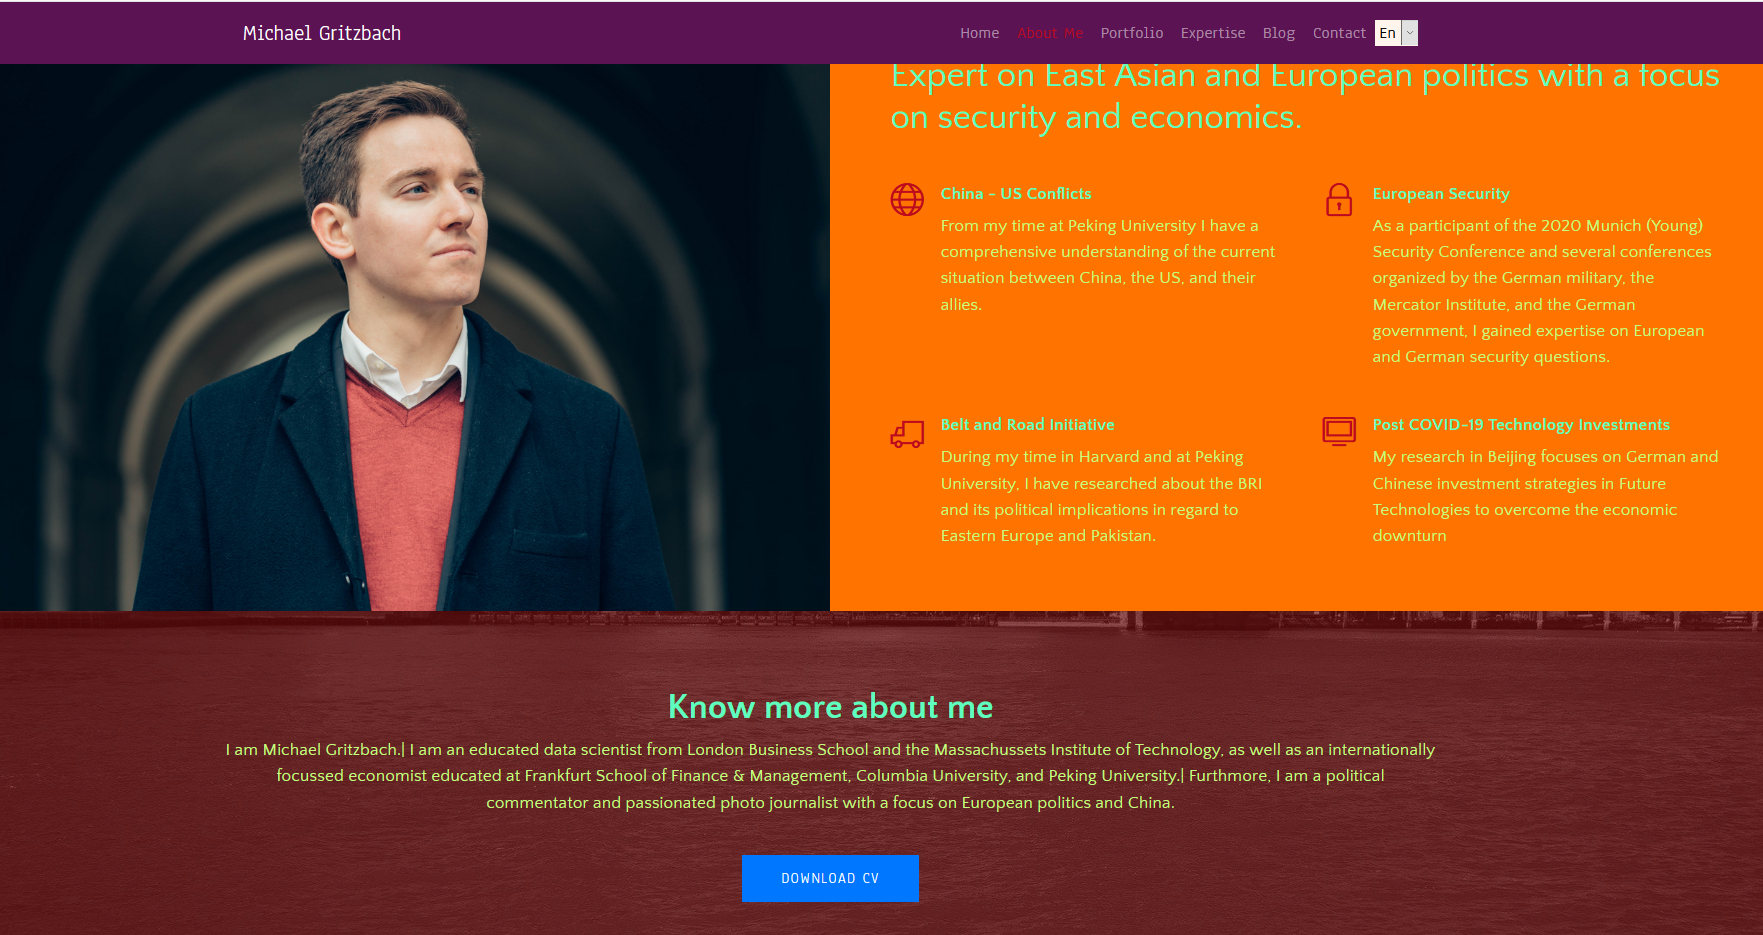 Michael Gritzbach
Home About Me Portfolio Expertise Blog Contact En
Expert on East Asian and European politics with a focus
on security and economics.
China - US Conflicts
From my time at Peking University I have a
comprehensive understanding of the current
situation between China, the US, and their
allies.
European Security
As a participant of the 2020 Munich (Young)
Security Conference and several conferences
organized by the German military, the
Mercator Institute, and the German
government, I gained expertise on European
and German security questions.
Belt and Road Initiative
During my time in Harvard and at Peking
University, I have researched about the BRI
and its political implications in regard to
Eastern Europe and Pakistan.
Post COVID-19 Technology Investments
My research in Beijing focuses on German and
Chinese investment strategies in Future
Technologies to overcome the economic
downturn
Know more about me
I am Michael Gritzbach.| I am an educated data scientist from London Business School and the Massachussets Institute of Technology, as well as an internationally
focussed economist educated at Frankfurt School of Finance & Management, Columbia University, and Peking University.| Furthmore, I am a political
commentator and passionated photo journalist with a focus on European politics and China.
DOWNLOAD CV